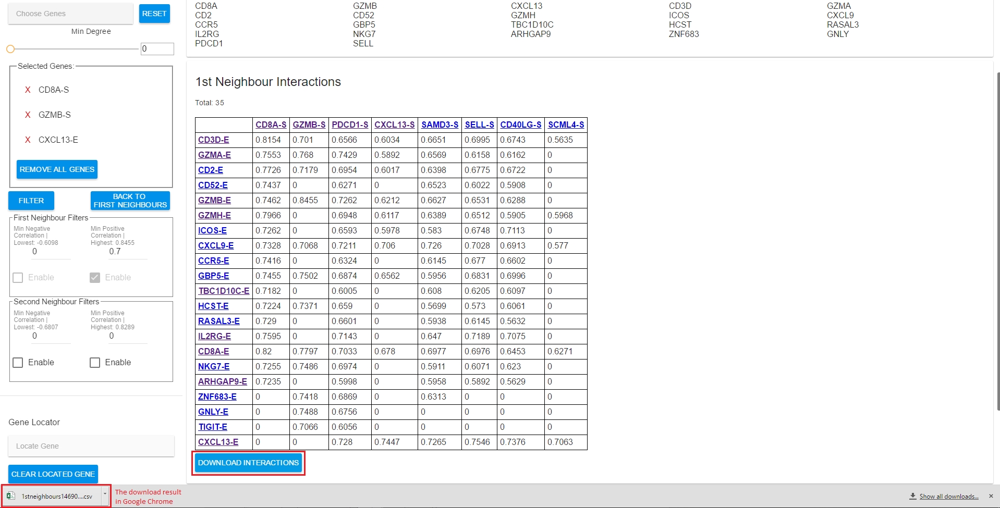 Choose Genes
RESET
Min Degree
0
Selected Genes:
X CD8A-S
X GZMB-S
X CXCL13-E
REMOVE ALL GENES
FILTER
BACK TO
FIRST NEIGHBOURS
First Neighbour Filters
Min Negative
Correlation |
Lowest: -0.6098
0
Min Positive
Correlation |
Highest: 0.8455
0.7
Enable
Enable
Second Neighbour Filters
Min Negative
Correlation |
Lowest: -0.6807
0
Min Positive
Correlation |
Highest: 0.8289
0
Enable
Enable
Gene Locator
Locate Gene
CLEAR LOCATED GENE
CD8A GZMB CXCL13 CD3D GZMA
CD2 CD52 GZMH ICOS CXCL9
CCR5 GBP5 TBC1D10C HCST RASAL3
IL2RG NKG7 ARHGAP9 ZNF683 GNLY
PDCD1 SELL
1st Neighbour Interactions
Total: 35
CD8A-S GZMB-S PDCD1-S CXCL13-S SAMD3-S SELL-S CD40LG-S SCML4-S
CD3D-E 0.8154 0.701 0.6566 0.6034 0.6651 0.6995 0.6743 0.5635
GZMA-E 0.7553 0.768 0.7429 0.5892 0.6569 0.6158 0.6162 0
CD2-E 0.7726 0.7179 0.6954 0.6017 0.6398 0.6775 0.6722 0
CD52-E 0.7437 0 0.6271 0 0.6523 0.6022 0.5908 0
GZMB-E 0.7462 0.8455 0.7262 0.6212 0.6627 0.6531 0.6288 0
GZMH-E 0.7966 0 0.6948 0.6117 0.6389 0.6512 0.5905 0.5968
ICOS-E 0.7262 0 0.6593 0.5978 0.583 0.6748 0.7113 0
CXCL9-E 0.7328 0.7068 0.7211 0.706 0.726 0.7028 0.6913 0.577
CCR5-E 0.7416 0 0.6324 0 0.6145 0.677 0.6602 0
GBP5-E 0.7455 0.7502 0.6874 0.6562 0.5956 0.6831 0.6996 0
TBC1D10C-E 0.7182 0 0.6005 0 0.608 0.6205 0.6097 0
HCST-E 0.7224 0.7371 0.659 0 0.5699 0.573 0.6061 0
RASAL3-E 0.729 0 0.6601 0 0.5938 0.6145 0.5632 0
IL2RG-E 0.7595 0 0.7143 0 0.647 0.7189 0.7075 0
CD8A-E 0.82 0.7797 0.7033 0.678 0.6977 0.6976 0.6453 0.6271
NKG7-E 0.7255 0.7486 0.6974 0 0.5911 0.6071 0.623 0
ARHGAP9-E 0.7235 0 0.5998 0 0.5958 0.5892 0.5629 0
ZNF683-E 0 0.7418 0.6869 0 0.6313 0 0 0
GNLY-E 0 0.7488 0.6756 0 0 0 0 0
TIGIT-E 0 0.7066 0.6056 0 0 0 0 0
CXCL13-E 0 0 0.728 0.7447 0.7265 0.7546 0.7376 0.7063
DOWNLOAD INTERACTIONS
1stneighbours14690....csv
The download result
in Google Chrome
Show all downloads...